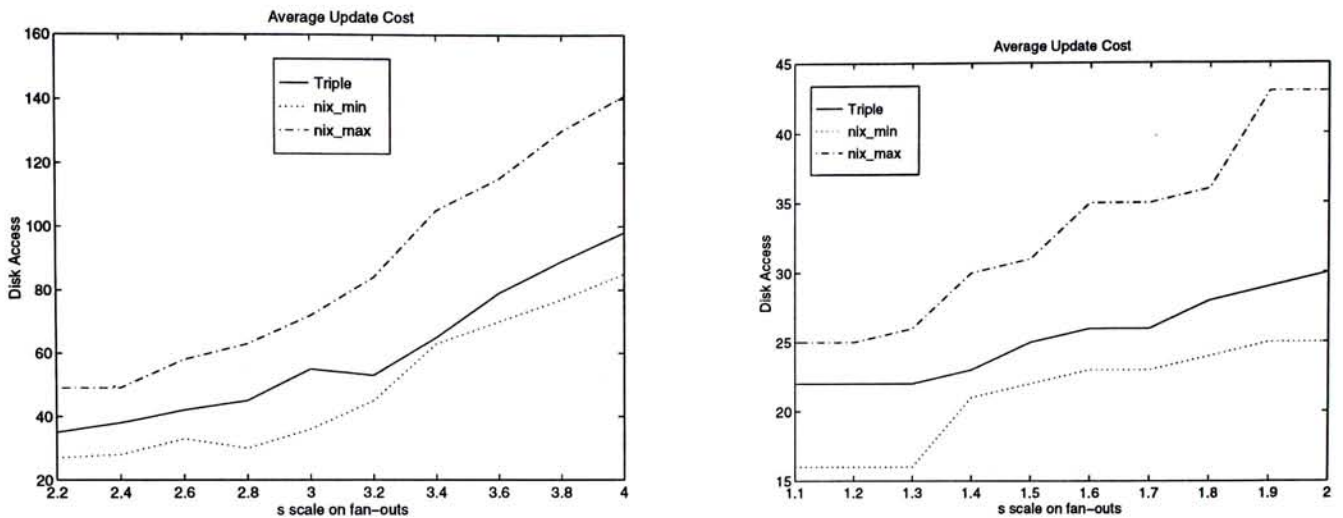 Average Update Cost
160
140
120
100
80
60
40
20
Disk Access
Triple
nix_min
nix_max
2.2 2.4 2.6 2.8 3 3.2 3.4 3.6 3.8 4
s scale on fan-outs
Average Update Cost
45
40
35
30
25
20
15
Disk Access
Triple
nix_min
nix_max
1.1 1.2 1.3 1.4 1.5 1.6 1.7 1.8 1.9 2
s scale on fan-outs